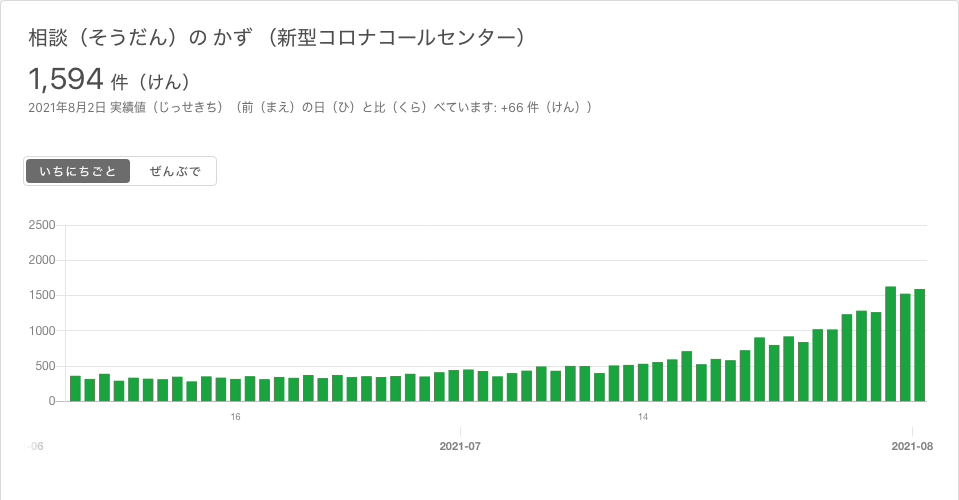 相談（そうだん）の かず （新型コロナコールセンター）
1,594 件（けん）
2021年8月2日 実績値（じっせきち）（前（まえ）の日（ひ）と比（くら）べています: +66 件（けん））
いちにちごと ぜんぶで
2500
2000
1500
1000
500
0
16 14
-06 2021-07 2021-08